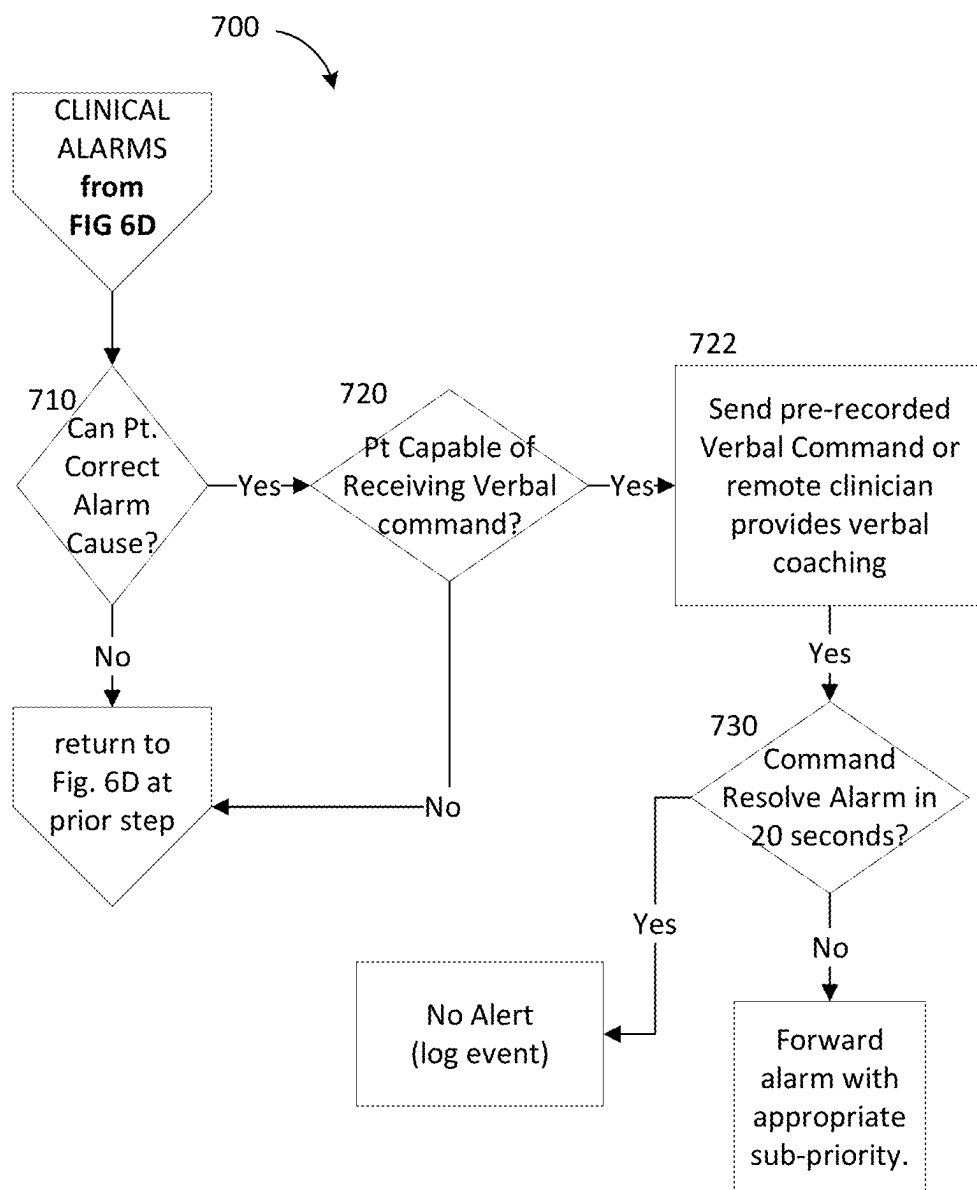 700
CLINICAL
ALARMS
from
FIG 6D
710
Can Pt.
Correct
Alarm
Cause?
Yes
720
Pt Capable of
Receiving Verbal
command?
Yes
722
Send pre-recorded
Verbal Command or
remote clinician
provides verbal
coaching
No
return to
Fig. 6D at
prior step
No
Yes
730
Command
Resolve Alarm in
20 seconds?
Yes
No Alert
(log event)
No
Forward
alarm with
appropriate
sub-priority.